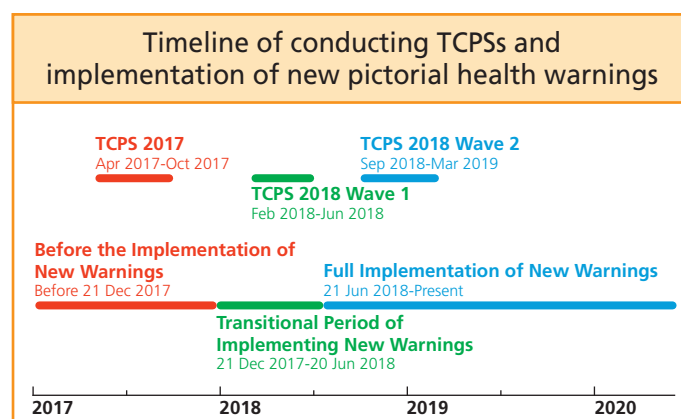 Timeline of conducting TCPSs and
implementation of new pictorial health warnings
TCPS 2017
Apr 2017-Oct 2017
TCPS 2018 Wave 2
Sep 2018-Mar 2019
TCPS 2018 Wave 1
Feb 2018-Jun 2018
Before the Implementation of
New Warnings
Before 21 Dec 2017
Full Implementation of New Warnings
21 Jun 2018-Present
Transitional Period of
Implementing New Warnings
21 Dec 2017-20 Jun 2018
2017
2018
2019
2020